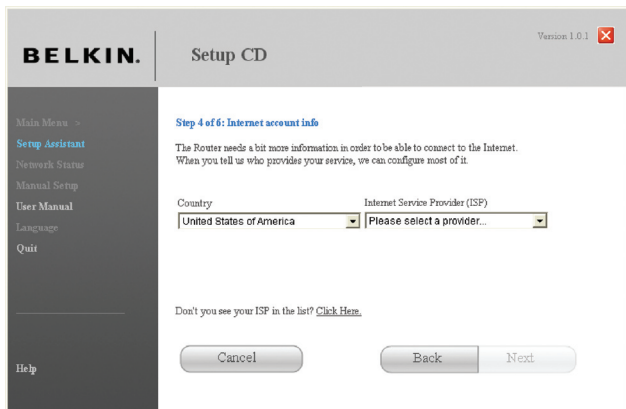 BELKIN.
Setup CD
Version 1.0.1
Main Menu >
Setup Assistant
Network Status
Manual Setup
User Manual
Language
Quit
Help
Step 4 of 6: Internet account info
The Router needs a bit more information in order to be able to connect to the Internet.
When you tell us who provides your service, we can configure most of it.
Country
Internet Service Provider (ISP)
United States of America
Please select a provider...
Don't you see your ISP in the list? Click Here.
Cancel
Back
Next